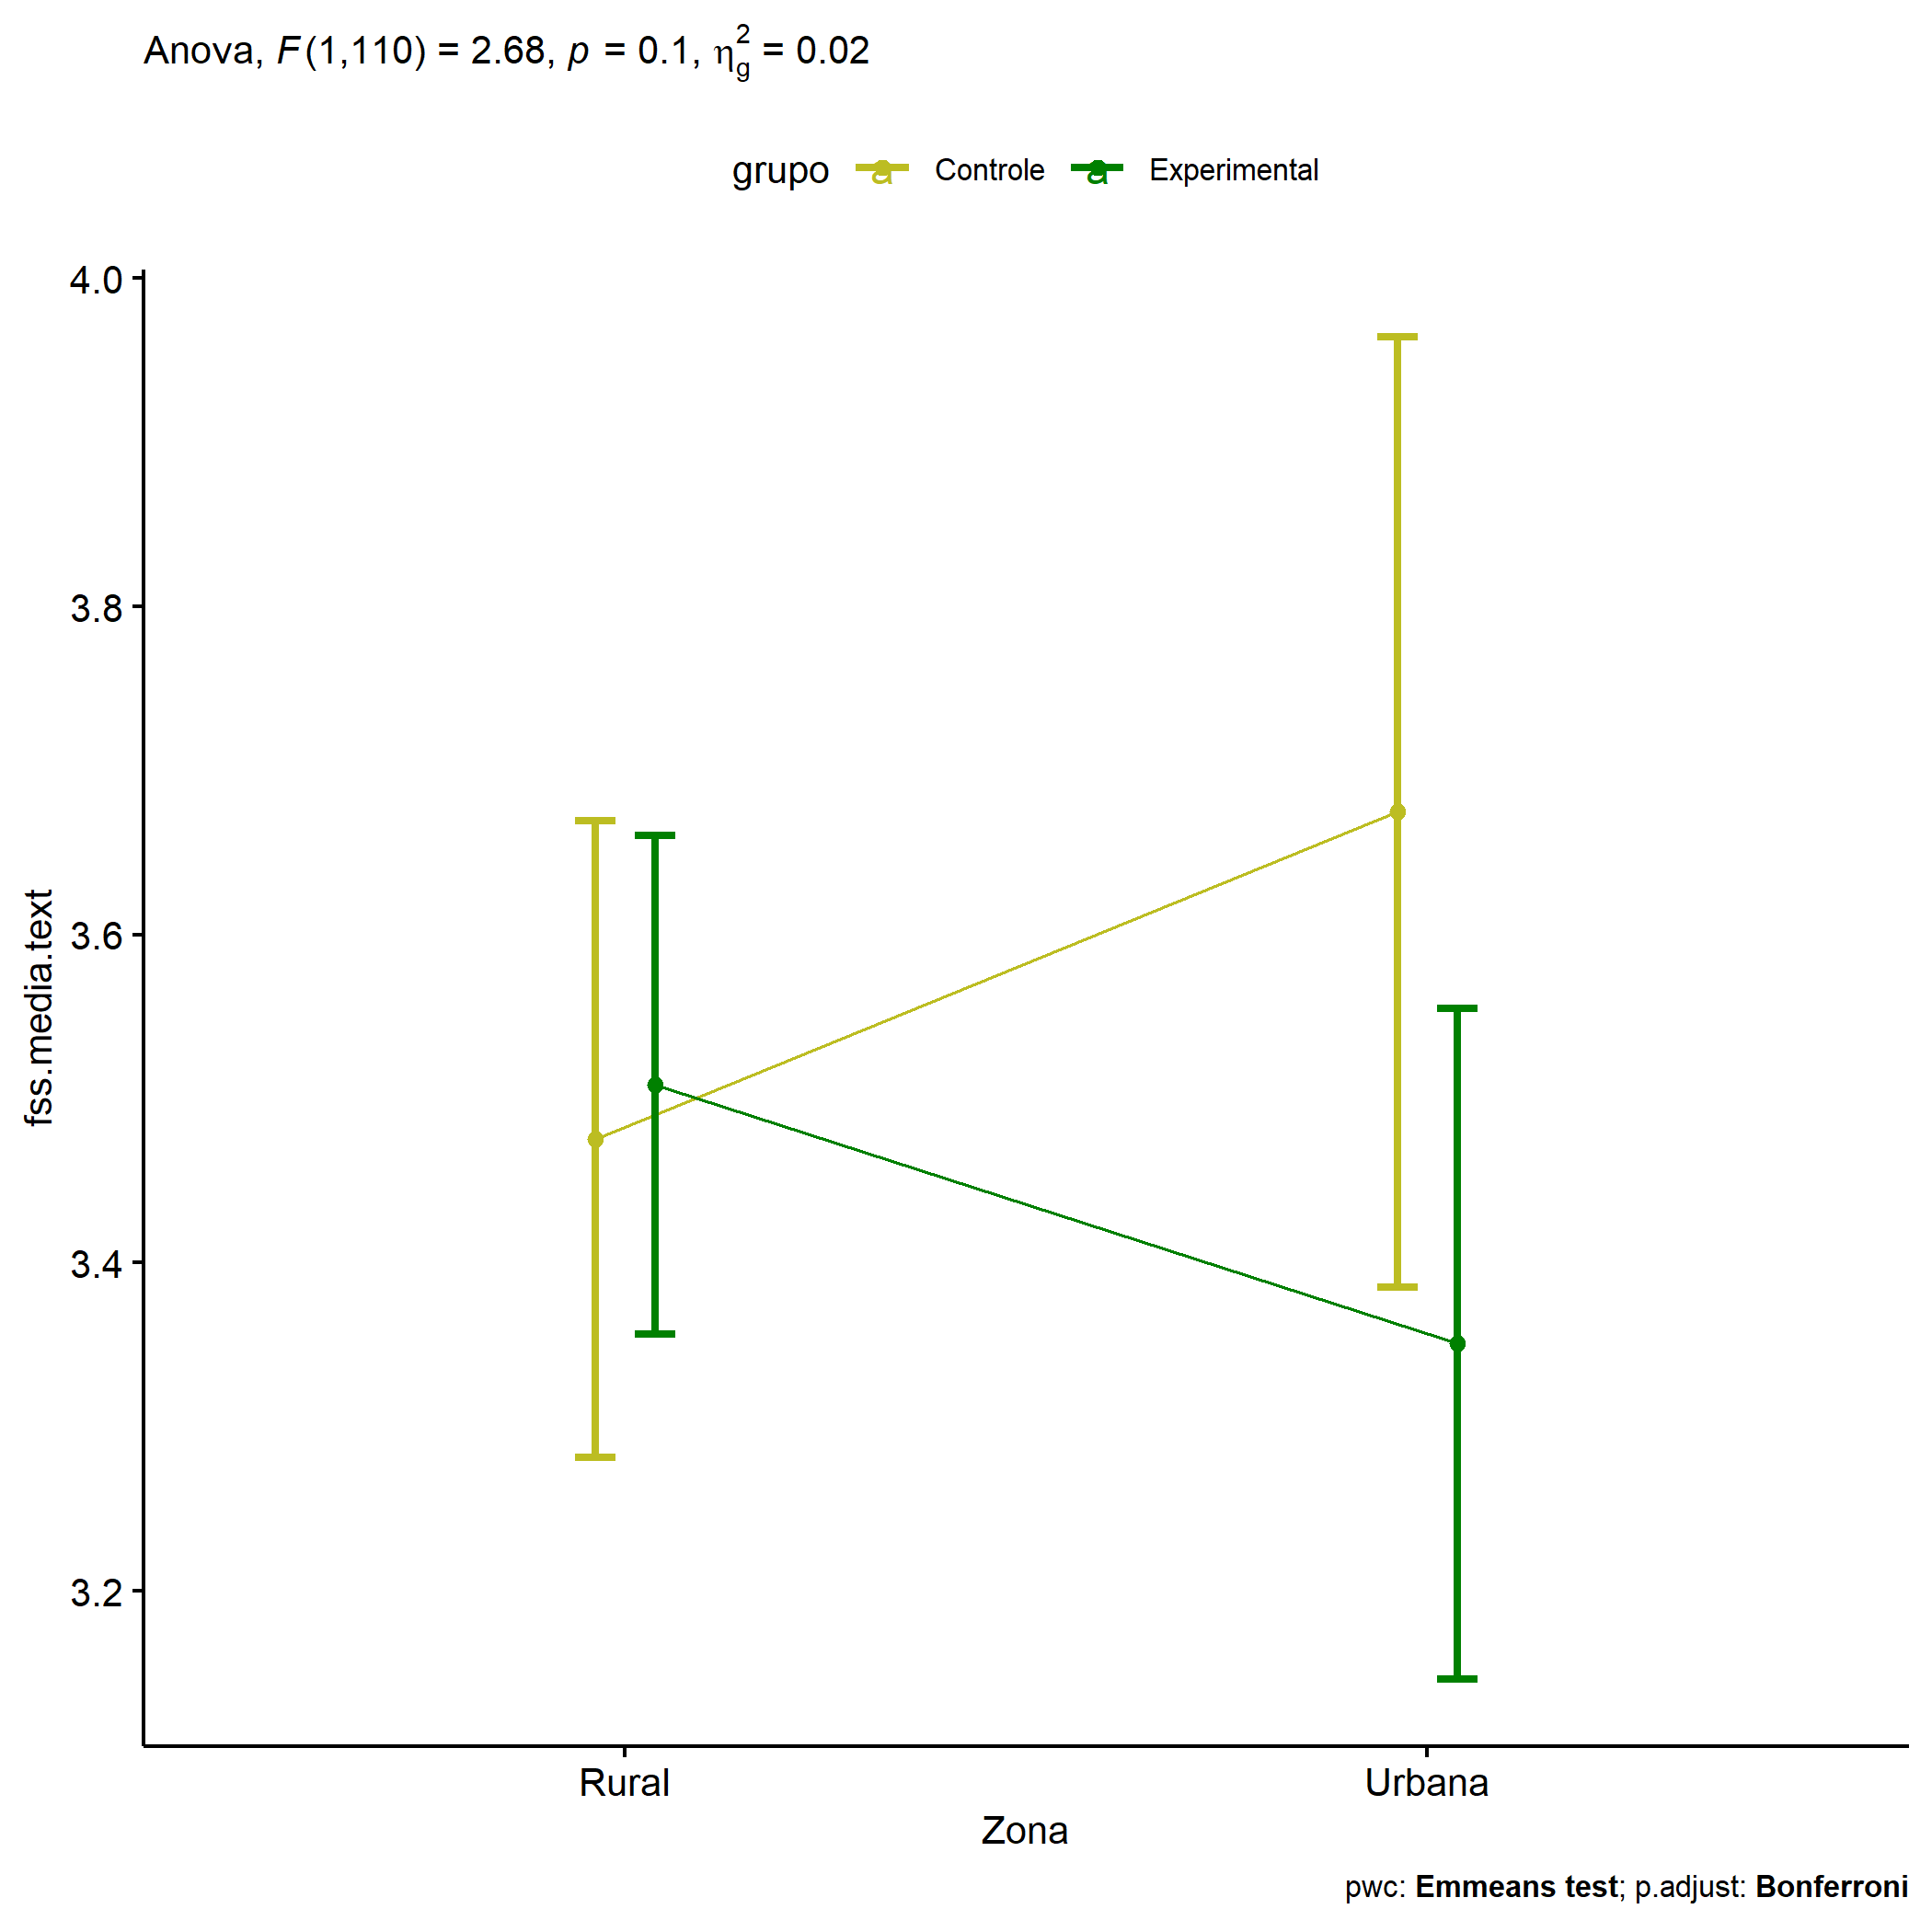 Anova, F(1,110) = 2.68, p = 0.1, η²g = 0.02
grupo a Controle a Experimental
4.0
3.8
3.6
3.4
3.2
fss.media.text
Rural Urbana
Zona
pwc: Emmeans test; p.adjust: Bonferroni